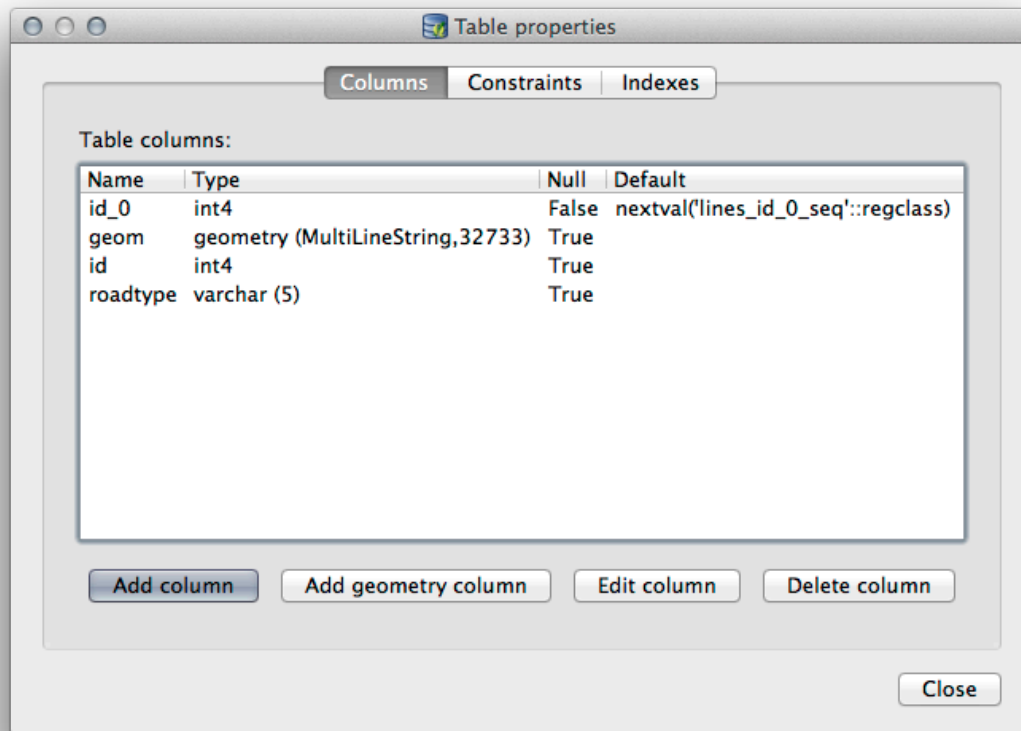 Table properties
Columns Constraints Indexes
Table columns:
Name Type Null Default
id_0 int4 False nextval('lines_id_0_seq'::regclass)
geom geometry (MultiLineString,32733) True
id int4 True
roadtype varchar (5) True
Add column Add geometry column Edit column Delete column
Close